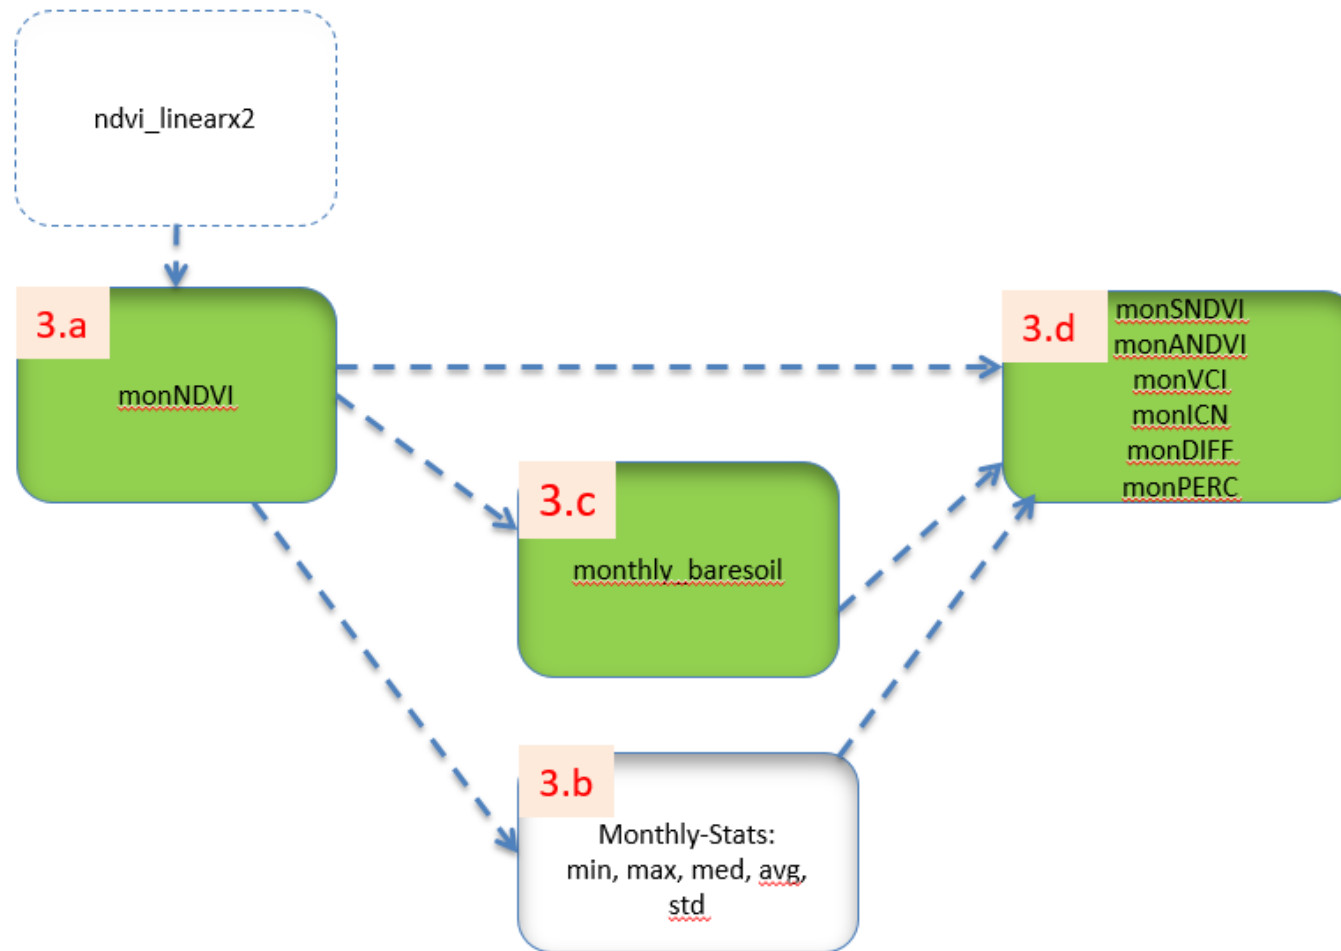 ndvi_linearx2
3.a
monNDVI
3.d
monSNDVI
monANDVI
monVCI
monICN
monDIFF
monPERC
3.c
monthly_baresoil
3.b
Monthly-Stats:
min, max, med, avg,
std